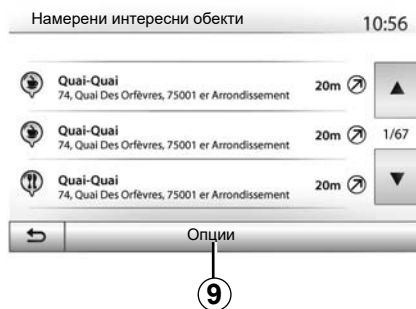 Намерени интересни обекти 10:56
Quai-Quai
74, Quai Des Orfèvres, 75001 er Arrondissement
20m
Quai-Quai
74, Quai Des Orfèvres, 75001 er Arrondissement
20m
1/67
Quai-Quai
74, Quai Des Orfèvres, 75001 er Arrondissement
20m
Опции
9